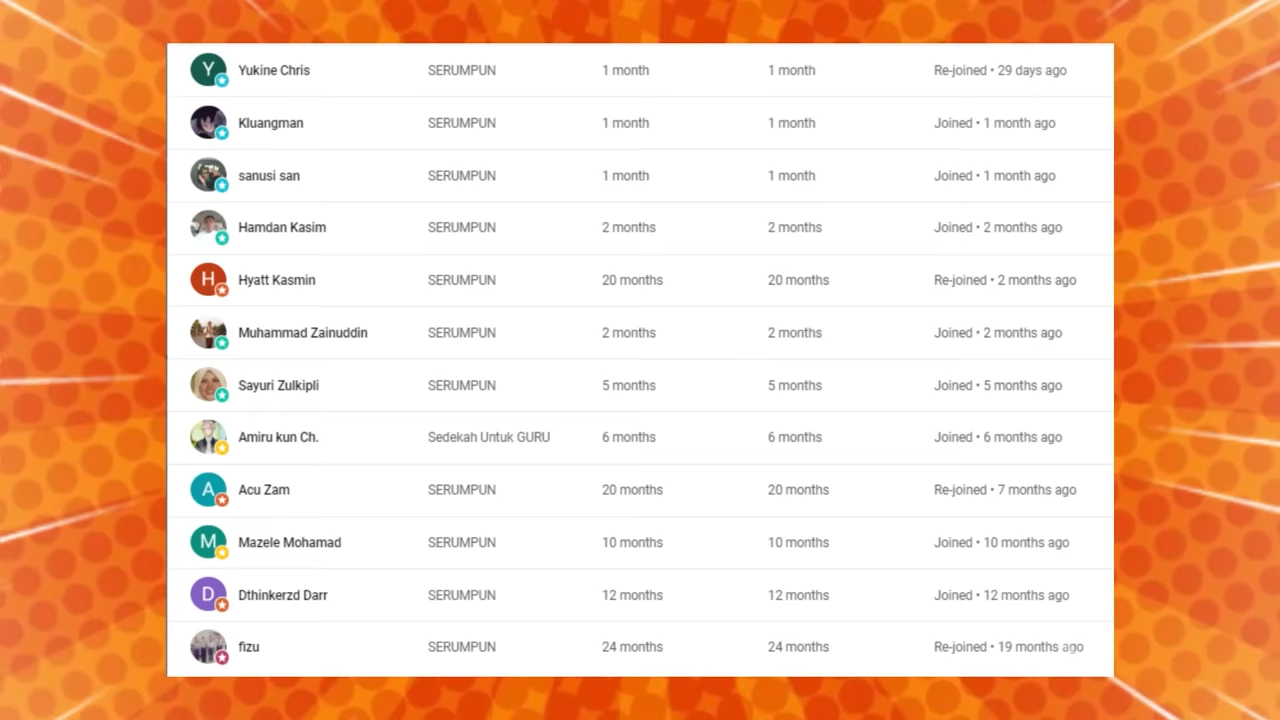 Y Yukine Chris SERUMPUN 1 month 1 month Re-joined • 29 days ago
Kluangman SERUMPUN 1 month 1 month Joined • 1 month ago
sanusi san SERUMPUN 1 month 1 month Joined • 1 month ago
Hamdan Kasim SERUMPUN 2 months 2 months Joined • 2 months ago
H Hyatt Kasmin SERUMPUN 20 months 20 months Re-joined • 2 months ago
Muhammad Zainuddin SERUMPUN 2 months 2 months Joined • 2 months ago
Sayuri Zulkipli SERUMPUN 5 months 5 months Joined • 5 months ago
Amiru kun Ch. Sedekah Untuk GURU 6 months 6 months Joined • 6 months ago
A Acu Zam SERUMPUN 20 months 20 months Re-joined • 7 months ago
M Mazele Mohamad SERUMPUN 10 months 10 months Joined • 10 months ago
D Dthinkerzd Darr SERUMPUN 12 months 12 months Joined • 12 months ago
fizu SERUMPUN 24 months 24 months Re-joined • 19 months ago